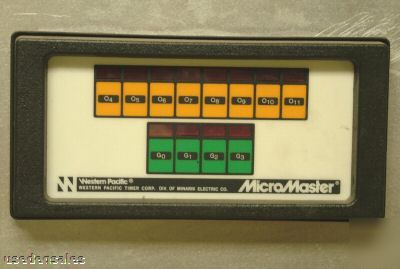 O4 O5 O6 O7 O8 O9 O10 O11
G0 G1 G2 G3
Western Pacific®
WESTERN PACIFIC TIMER CORP. DIV. OF MINARIK ELECTRIC CO.
MicroMaster®
usedensales